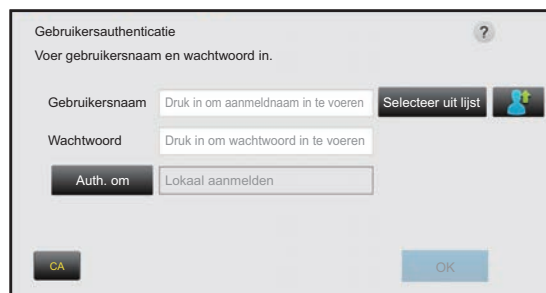 Gebruikersauthenticatie
?
Voer gebruikersnaam en wachtwoord in.
Gebruikersnaam Druk in om aanmeldnaam in te voeren Selecteer uit lijst
Wachtwoord Druk in om wachtwoord in te voeren
Auth. om Lokaal aanmelden
CA OK